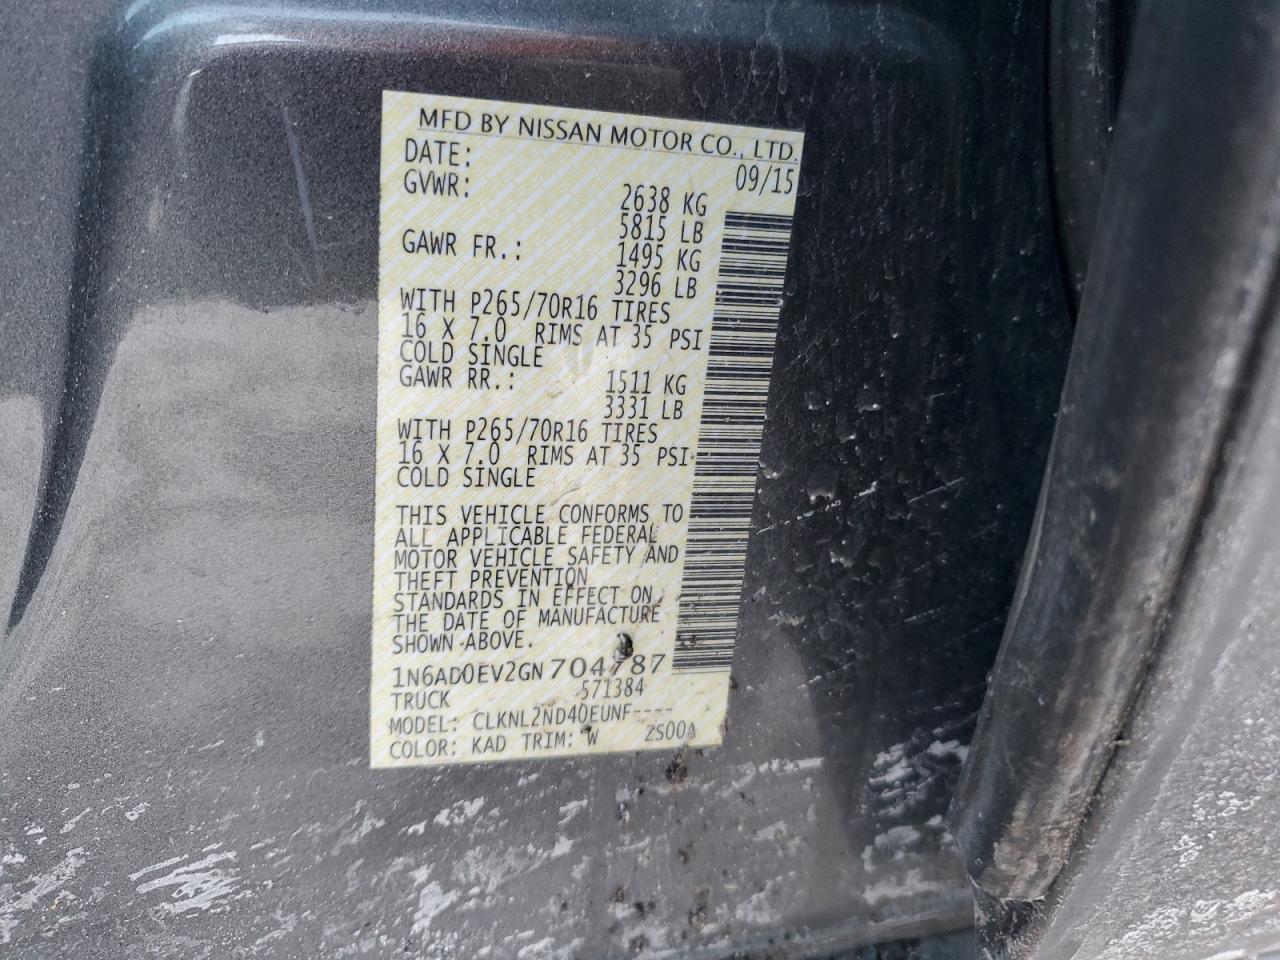 MFD BY NISSAN MOTOR CO., LTD.
DATE: 09/15
GVWR: 2638 KG
5815 LB
GAWR FR.: 1495 KG
3296 LB
WITH P265/70R16 TIRES
16 X 7.0 RIMS AT 35 PSI
COLD SINGLE
GAWR RR.: 1511 KG
3331 LB
WITH P265/70R16 TIRES
16 X 7.0 RIMS AT 35 PSI
COLD SINGLE
THIS VEHICLE CONFORMS TO
ALL APPLICABLE FEDERAL
MOTOR VEHICLE SAFETY AND
THEFT PREVENTION
STANDARDS IN EFFECT ON
THE DATE OF MANUFACTURE
SHOWN ABOVE.
1N6AD0EV2GN704787
TRUCK 571384
MODEL: CLKNL2ND40EUNF----
COLOR: KAD TRIM: W ZS00A